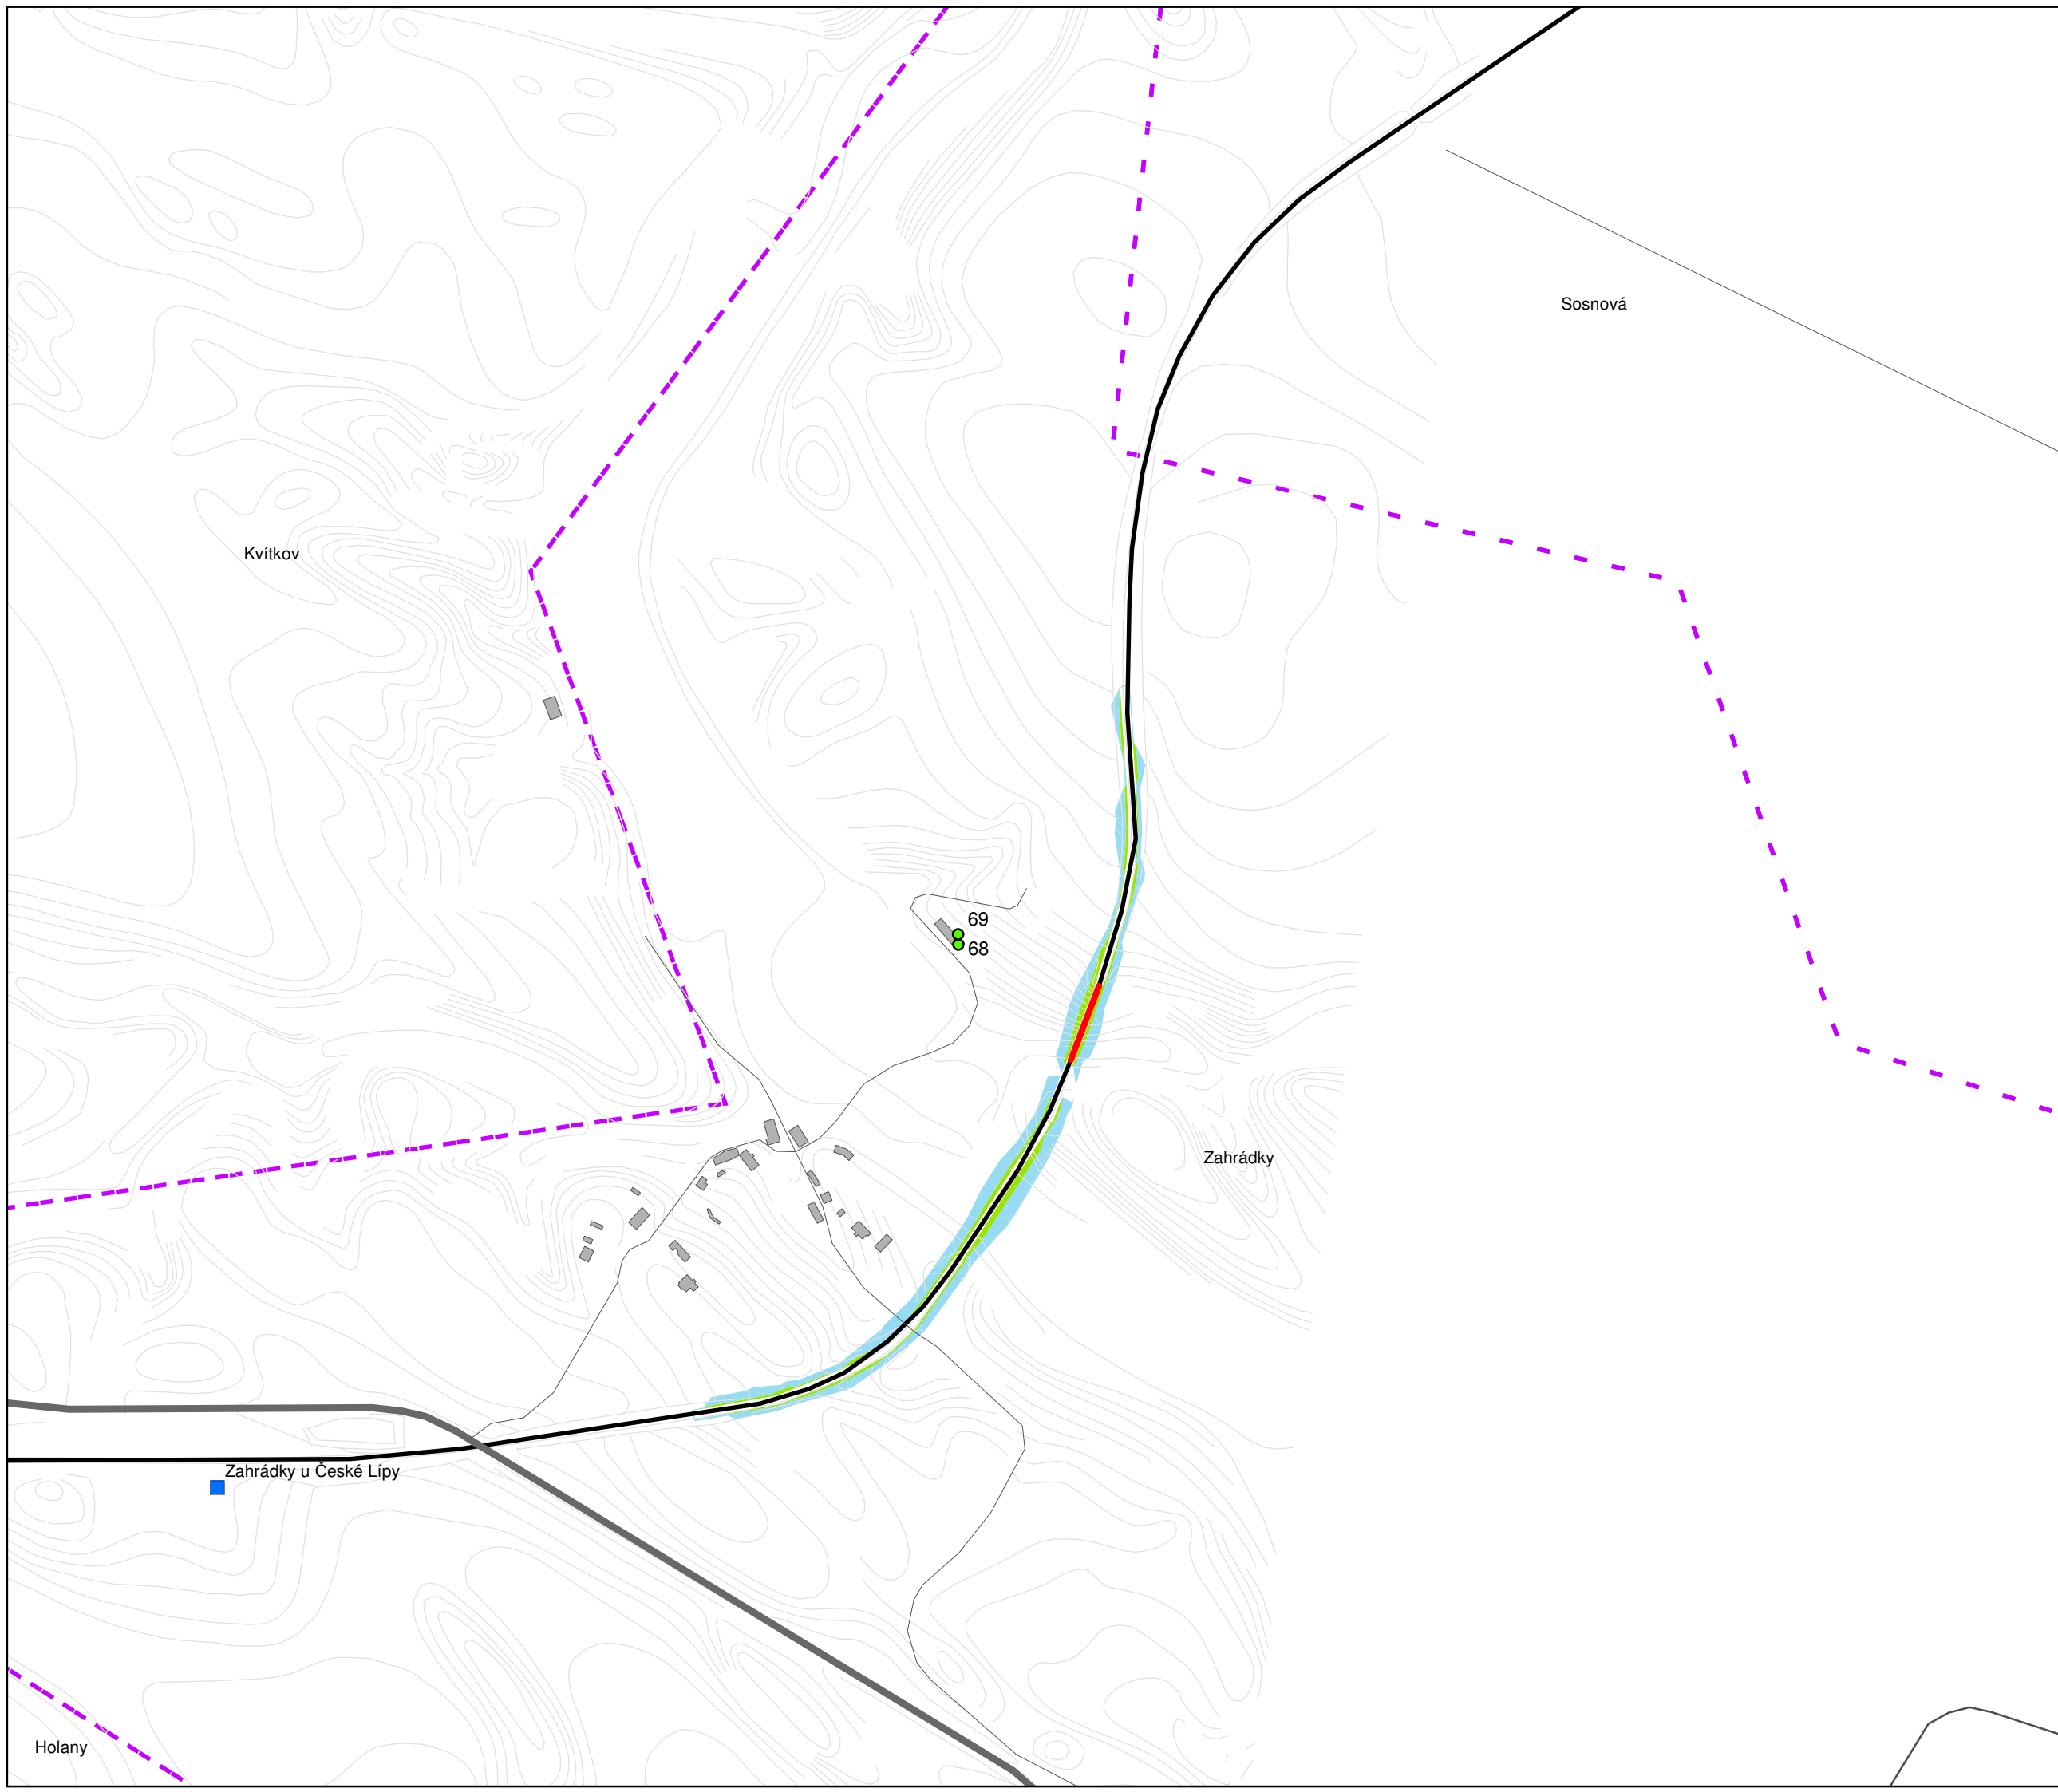 Sosnová
Kvítkov
69
68
Zahrádky
Zahrádky u České Lípy
Holany